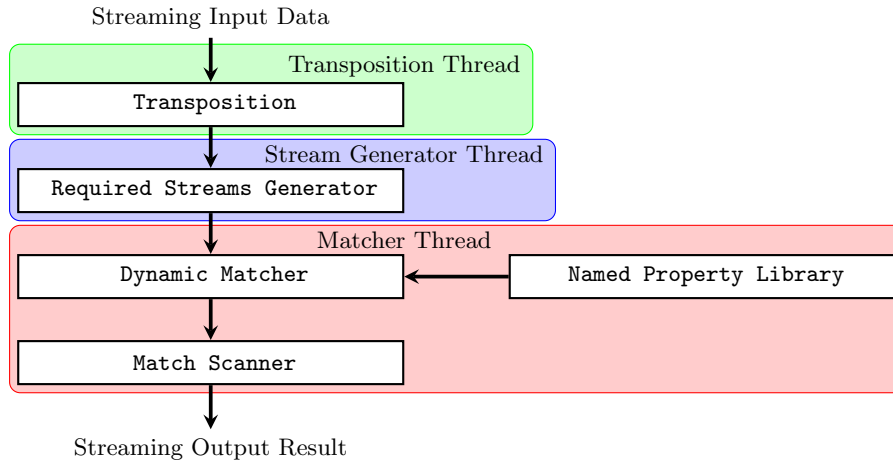 Streaming Input Data
Transposition Thread
Transposition
Stream Generator Thread
Required Streams Generator
Matcher Thread
Dynamic Matcher
Named Property Library
Match Scanner
Streaming Output Result